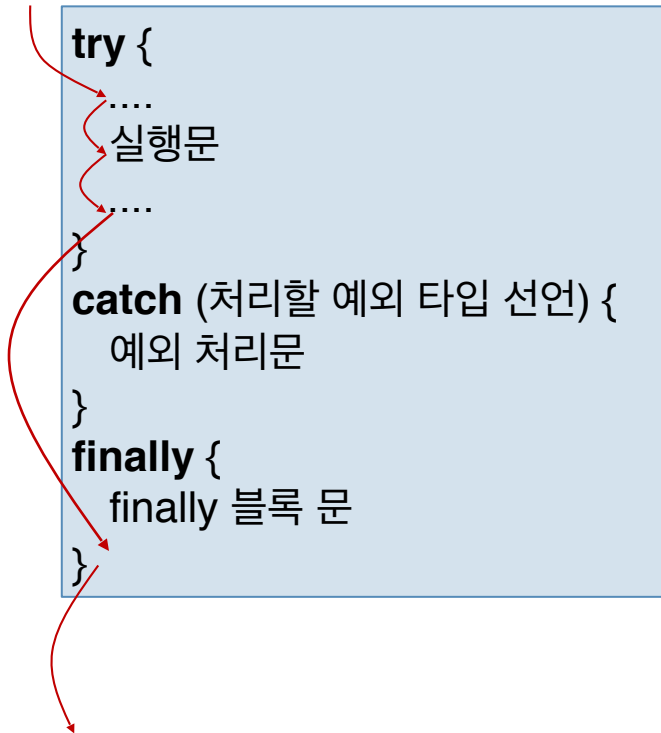 try {
....
실행문
....
}
catch (처리할 예외 타입 선언) {
예외 처리문
}
finally {
finally 블록 문
}